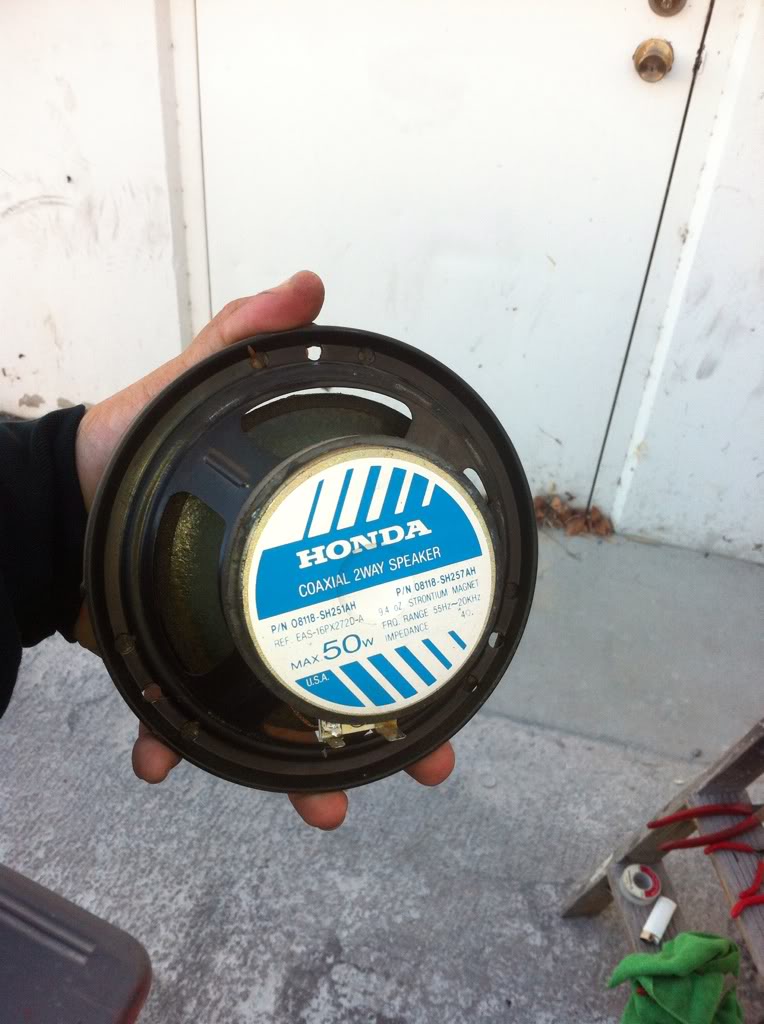 HONDA
COAXIAL 2WAY SPEAKER
P/N 08118-SH251AH P/N 08118-SH257AH
REF. EAS-16PX272D-A 9.4 oz. STRONTIUM MAGNET
FRQ. RANGE 55Hz~20KHz
MAX 50W IMPEDANCE 4Ω
U.S.A.